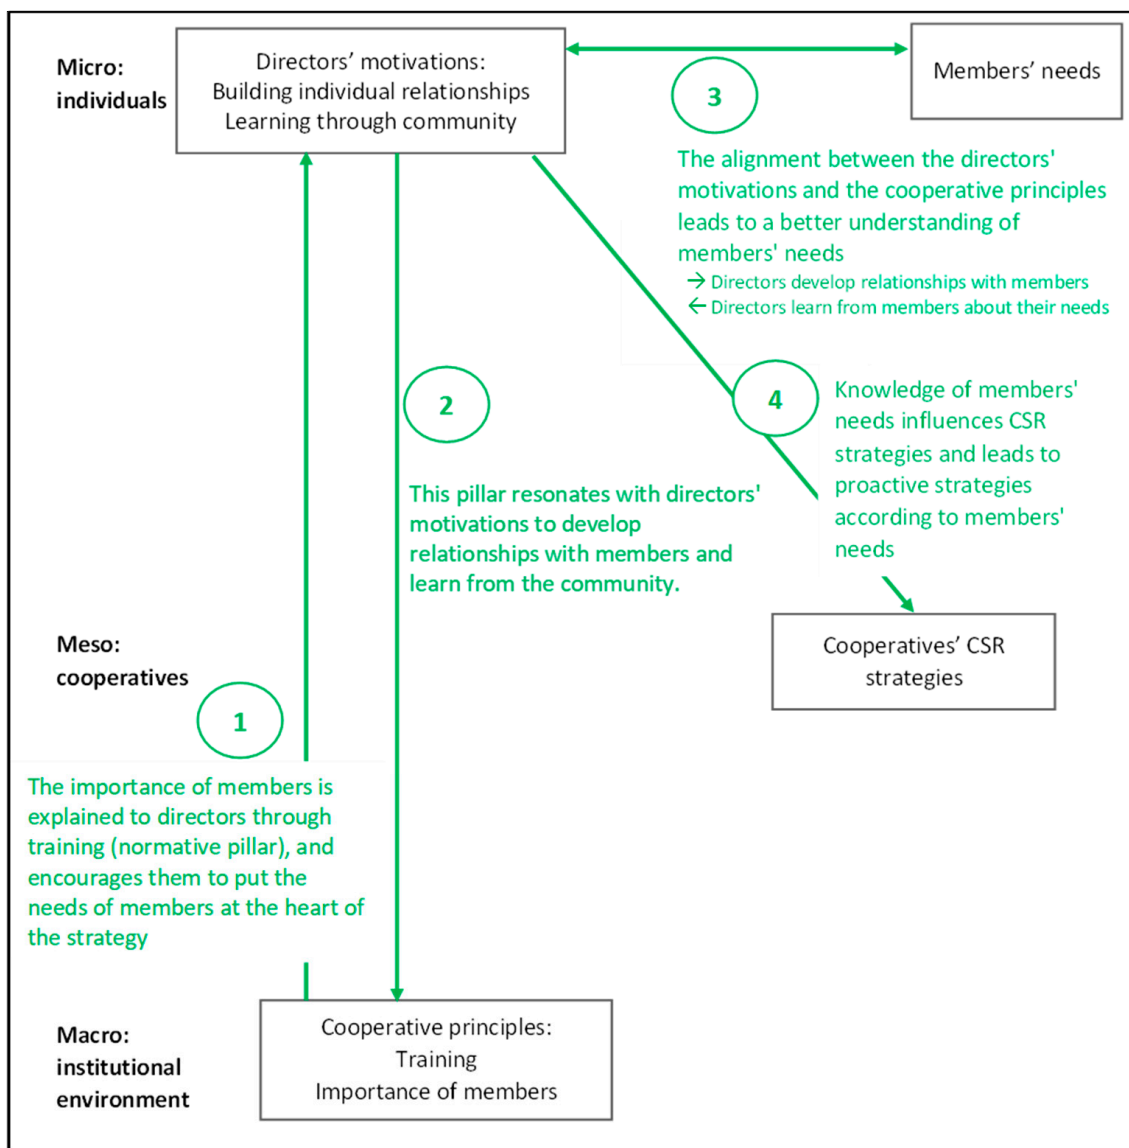 Micro:
individuals
Directors’ motivations:
Building individual relationships
Learning through community
Members’ needs
3
The alignment between the directors'
motivations and the cooperative principles
leads to a better understanding of
members' needs
→ Directors develop relationships with members
← Directors learn from members about their needs
4
Knowledge of members'
needs influences CSR
strategies and leads to
proactive strategies
according to members'
needs
2
This pillar resonates with directors'
motivations to develop
relationships with members and
learn from the community.
Meso:
cooperatives
Cooperatives’ CSR
strategies
1
The importance of members is
explained to directors through
training (normative pillar), and
encourages them to put the
needs of members at the heart of
the strategy
Macro:
institutional
environment
Cooperative principles:
Training
Importance of members